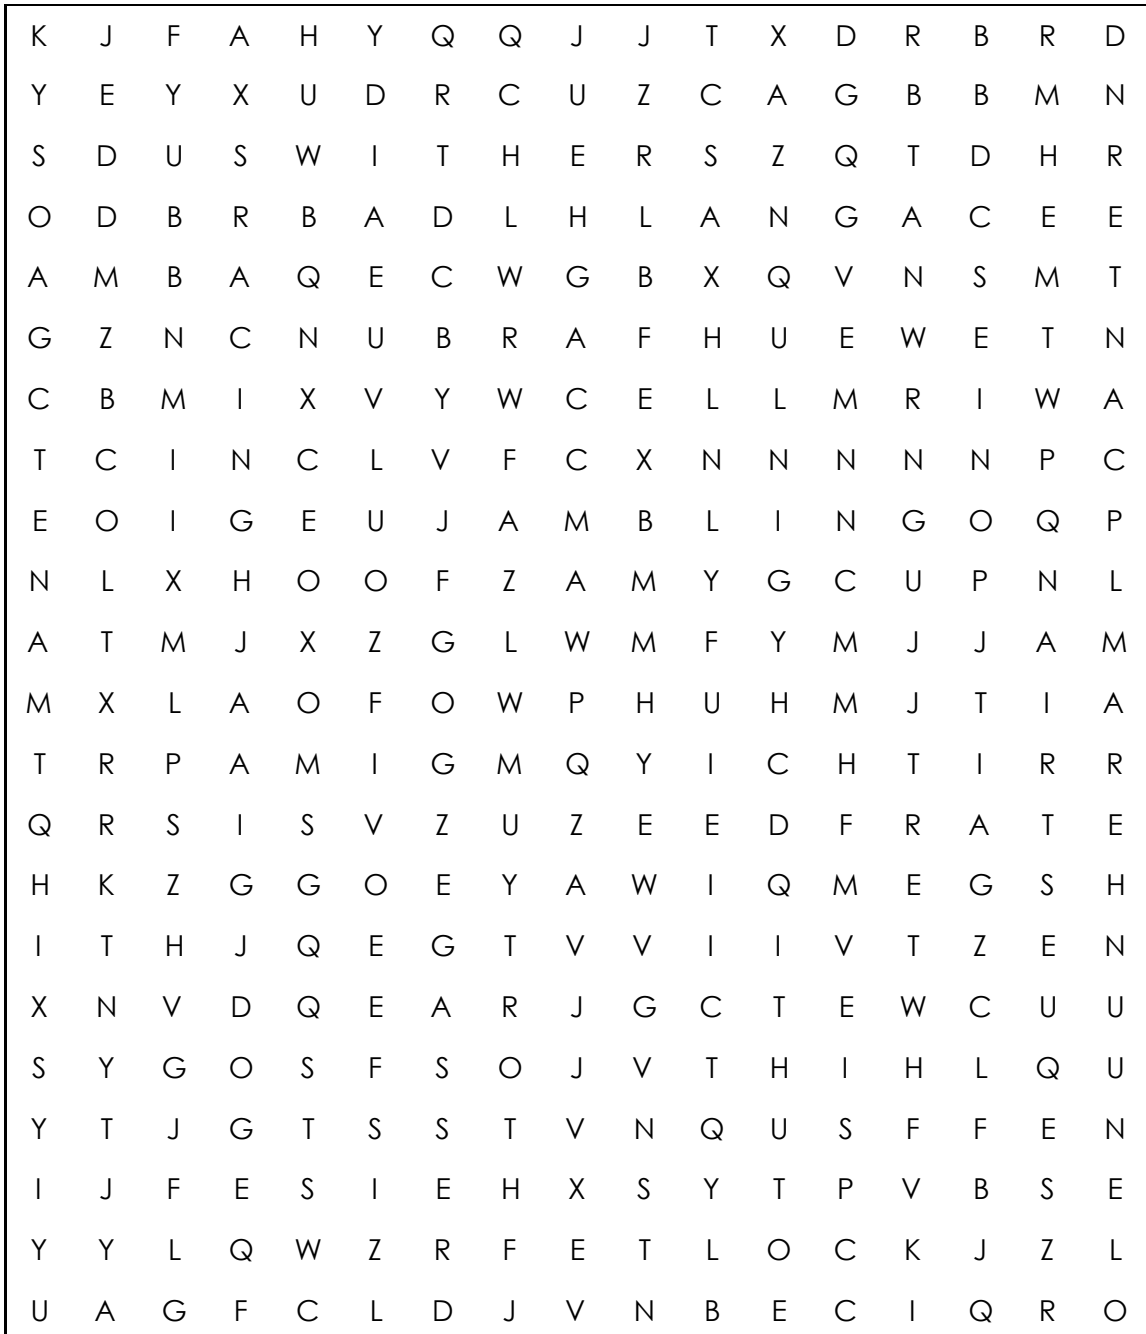 K J F A H Y Q Q J J T X D R B R D
Y E Y X U D R C U Z C A G B B M N
S D U S W I T H E R S Z Q T D H R
O D B R B A D L H L A N G A C E E
A M B A Q E C W G B X Q V N S M T
G Z N C N U B R A F H U E W E T N
C B M I X V Y W C E L L M R I W A
T C I N C L V F C X N N N N N P C
E O I G E U J A M B L I N G O Q P
N L X H O O F Z A M Y G C U P N L
A T M J X Z G L W M F Y M J J A M
M X L A O F O W P H U H M J T I A
T R P A M I G M Q Y I C H T I R R
Q R S I S V Z U Z E E D F R A T E
H K Z G G O E Y A W I Q M E G S H
I T H J Q E G T V V I I V T Z E N
X N V D Q E A R J G C T E W C U U
S Y G O S F S O J V T H I H L Q U
Y T J G T S S T V N Q U S F F E N
I J F E S I E H X S Y T P V B S E
Y Y L Q W Z R F E T L O C K J Z L
U A G F C L D J V N B E C I Q R O